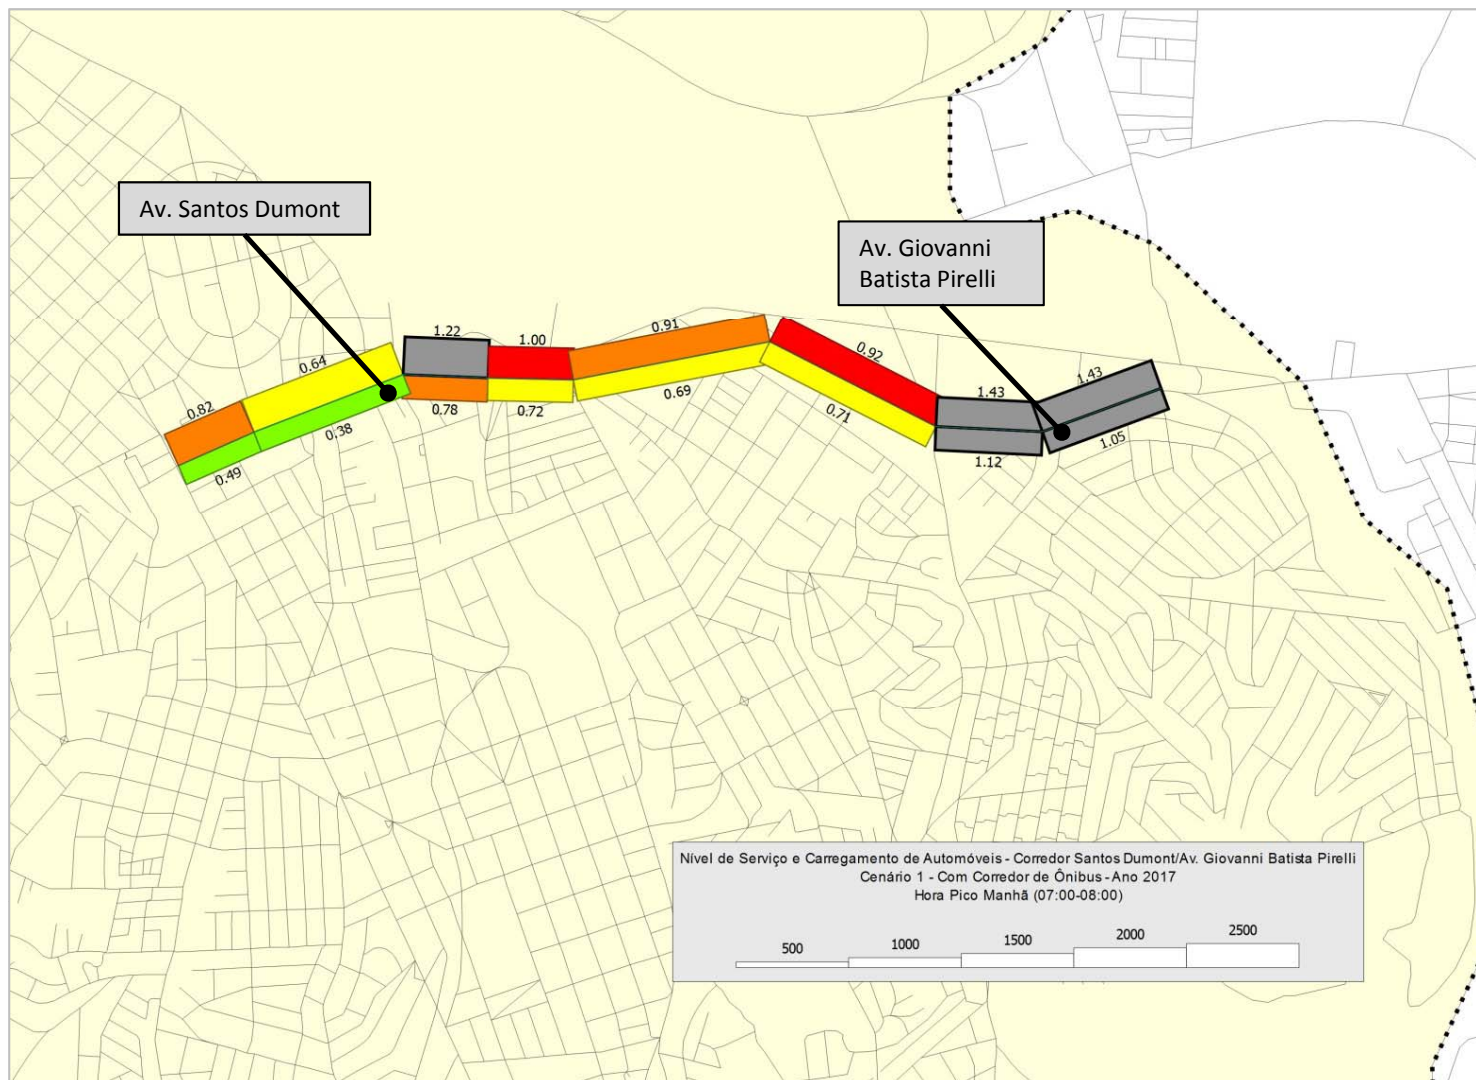 Av. Santos Dumont
Av. Giovanni
Batista Pirelli
0.82
0.64
1.22
1.00
0.91
0.92
1.43
1.43
0.49
0.38
0.78
0.72
0.69
0.71
1.12
1.05
Nível de Serviço e Carregamento de Automóveis - Corredor Santos Dumont/Av. Giovanni Batista Pirelli
Cenário 1 - Com Corredor de Ônibus - Ano 2017
Hora Pico Manhã (07:00-08:00)
500 1000 1500 2000 2500